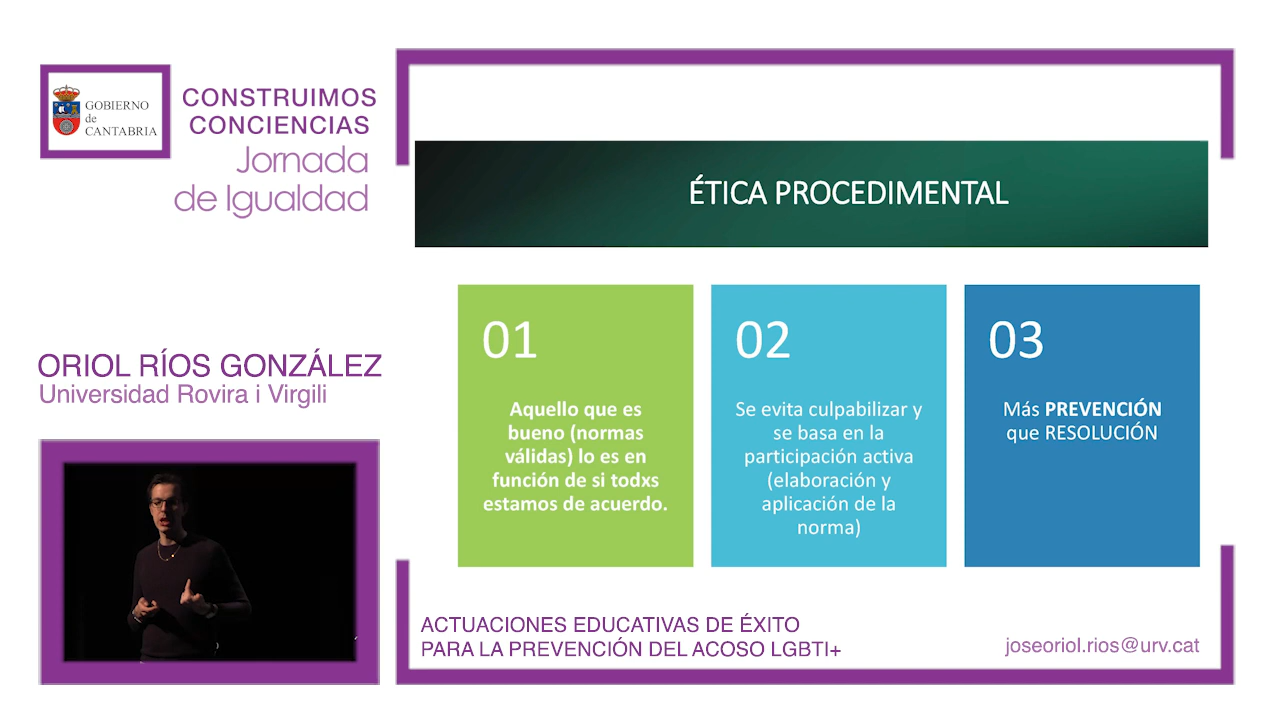 GOBIERNO
de
CANTABRIA
CONSTRUIMOS
CONCIENCIAS
Jornada
de Igualdad
ORIOL RÍOS GONZÁLEZ
Universidad Rovira i Virgili
ÉTICA PROCEDIMENTAL
01
Aquello que es
bueno (normas
válidas) lo es en
función de si todxs
estamos de acuerdo.
02
Se evita culpabilizar y
se basa en la
participación activa
(elaboración y
aplicación de la
norma)
03
Más PREVENCIÓN
que RESOLUCIÓN
ACTUACIONES EDUCATIVAS DE ÉXITO
PARA LA PREVENCIÓN DEL ACOSO LGBTI+
joseoriol.rios@urv.cat